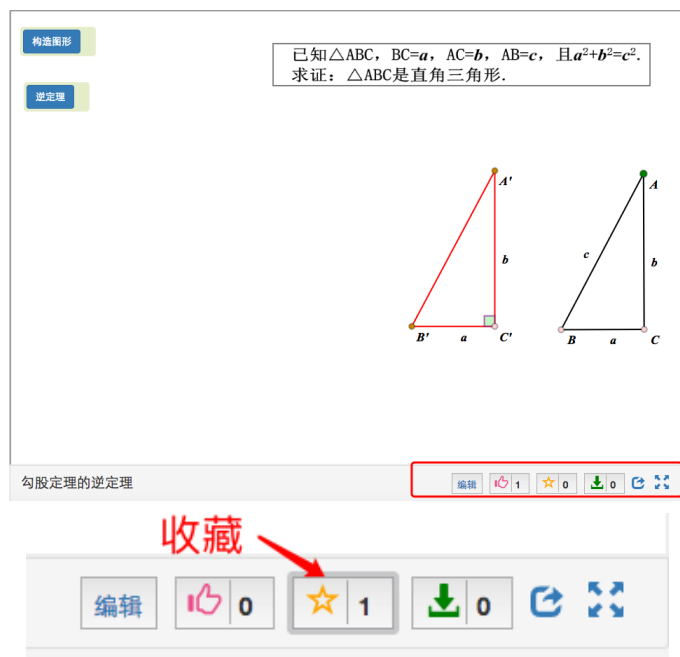 构造图形
已知△ABC，BC=a，AC=b，AB=c，且a²+b²=c².
求证：△ABC是直角三角形.
逆定理
A'
A
c
b
b
B'
a
C'
B
a
C
勾股定理的逆定理
编辑
1
0
0
收藏
编辑
0
1
0